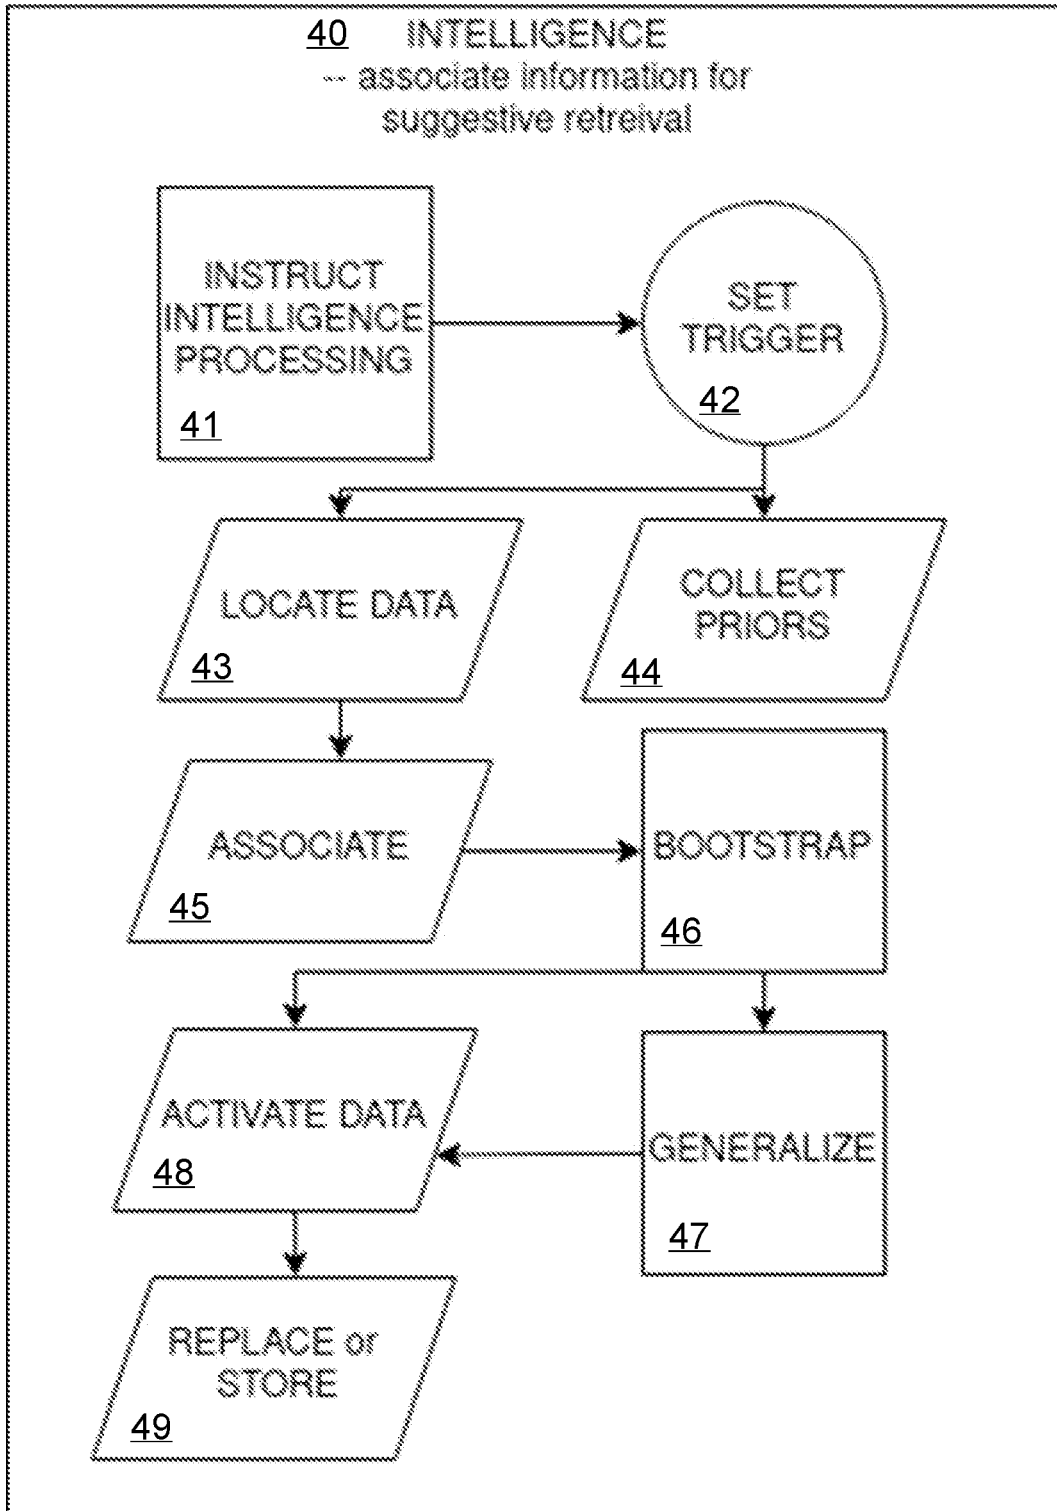 40 INTELLIGENCE
-- associate information for
suggestive retreival
INSTRUCT
INTELLIGENCE
PROCESSING
41
SET
TRIGGER
42
LOCATE DATA
43
COLLECT
PRIORS
44
ASSOCIATE
45
BOOTSTRAP
46
ACTIVATE DATA
48
GENERALIZE
47
REPLACE or
STORE
49